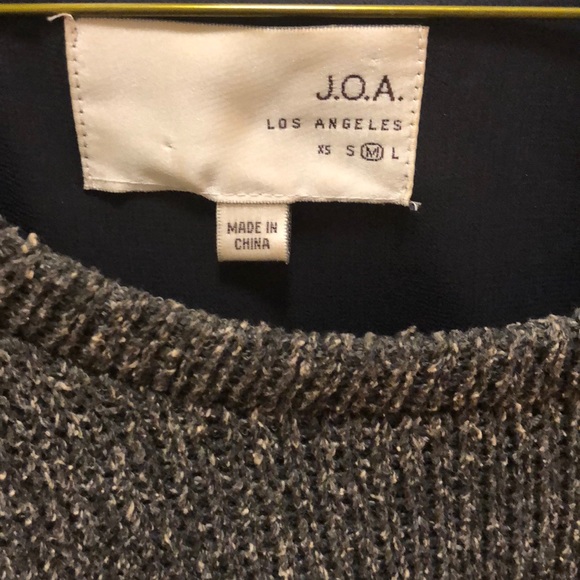 J.O.A.
LOS ANGELES
XS S M L
MADE IN
CHINA